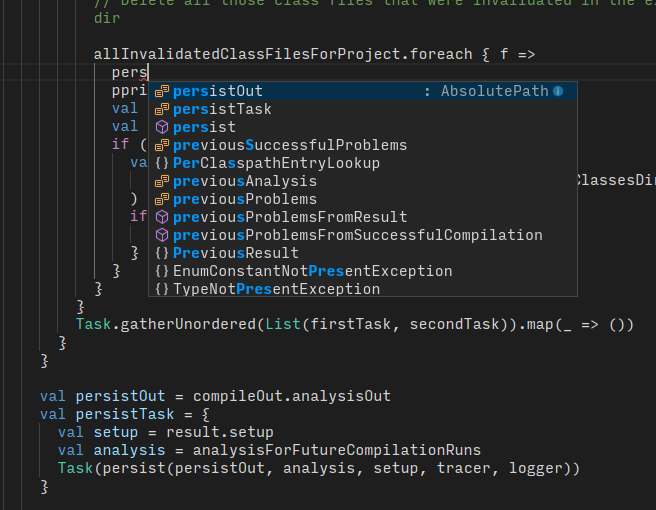 // Delete all those class files that were invalidated in the e
dir
allInvalidatedClassFilesForProject.foreach { f =>
pers
persistOut : AbsolutePath
ppri
persistTask
val
persist
val
previousSuccessfulProblems
if (
PerClasspathEntryLookup
va
previousAnalysis
ClassesDir
previousProblems
)
previousProblemsFromResult
if
previousProblemsFromSuccessfulCompilation
PreviousResult
}
EnumConstantNotPresentException
}
TypeNotPresentException
}
}
Task.gatherUnordered(List(firstTask, secondTask)).map(_ => ())
}
}
val persistOut = compileOut.analysisOut
val persistTask = {
val setup = result.setup
val analysis = analysisForFutureCompilationRuns
Task(persist(persistOut, analysis, setup, tracer, logger))
}